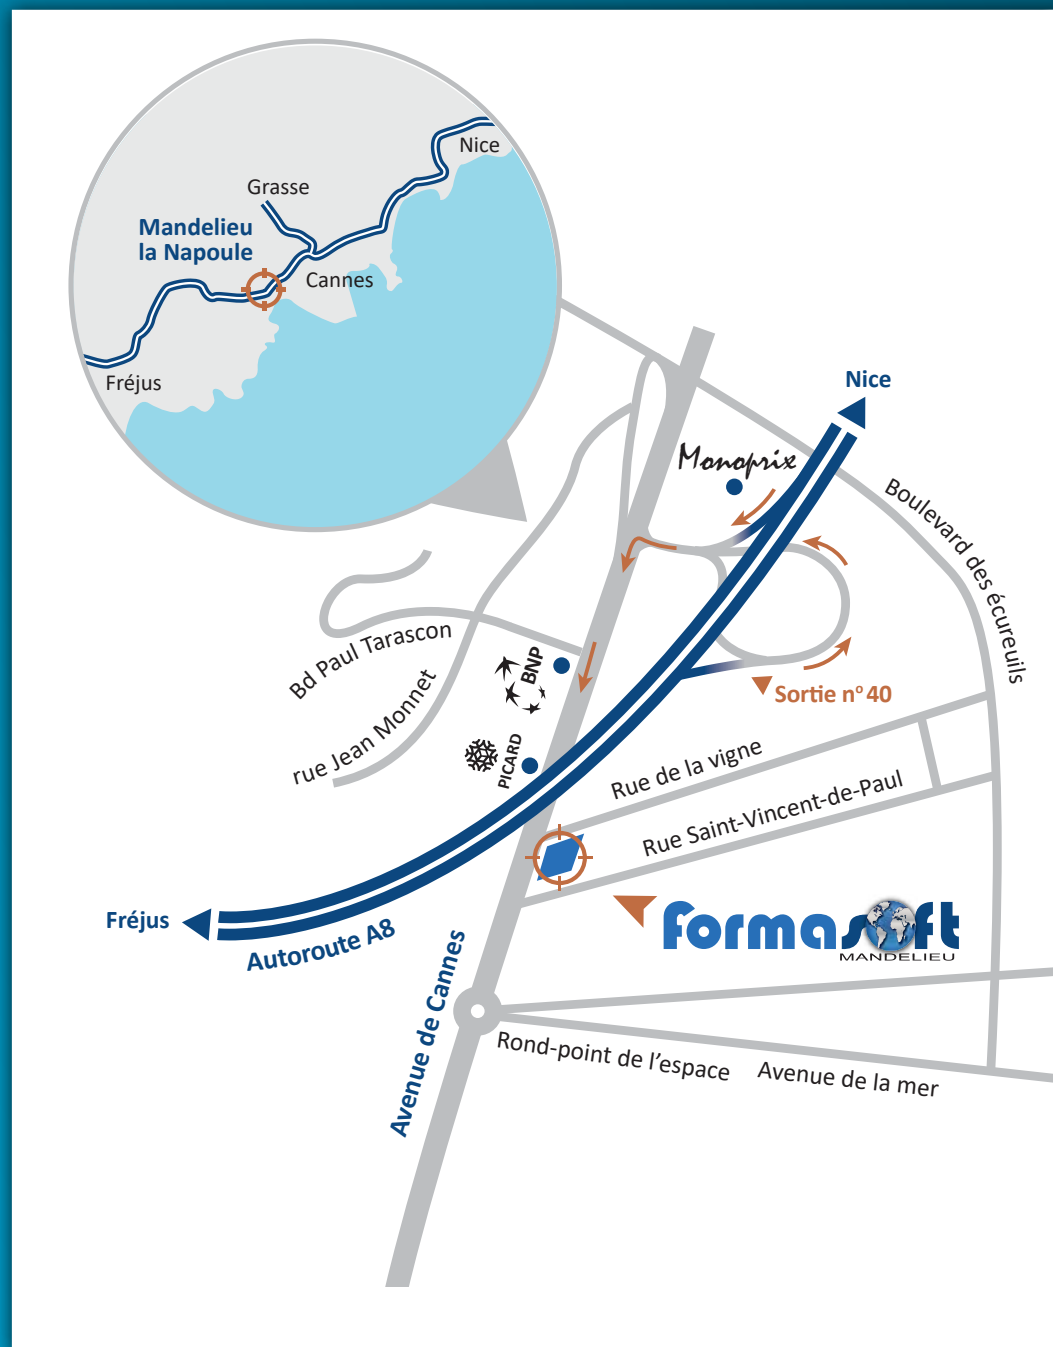 Nice
Grasse
Mandelieu
la Napoule
Cannes
Fréjus
Nice
Monoprix
Boulevard des écureuils
Bd Paul Tarascon
BNP
rue Jean Monnet
PICARD
Sortie n° 40
Rue de la vigne
Rue Saint-Vincent-de-Paul
Fréjus
Autoroute A8
formasoft
MANDELIEU
Avenue de Cannes
Rond-point de l’espace
Avenue de la mer